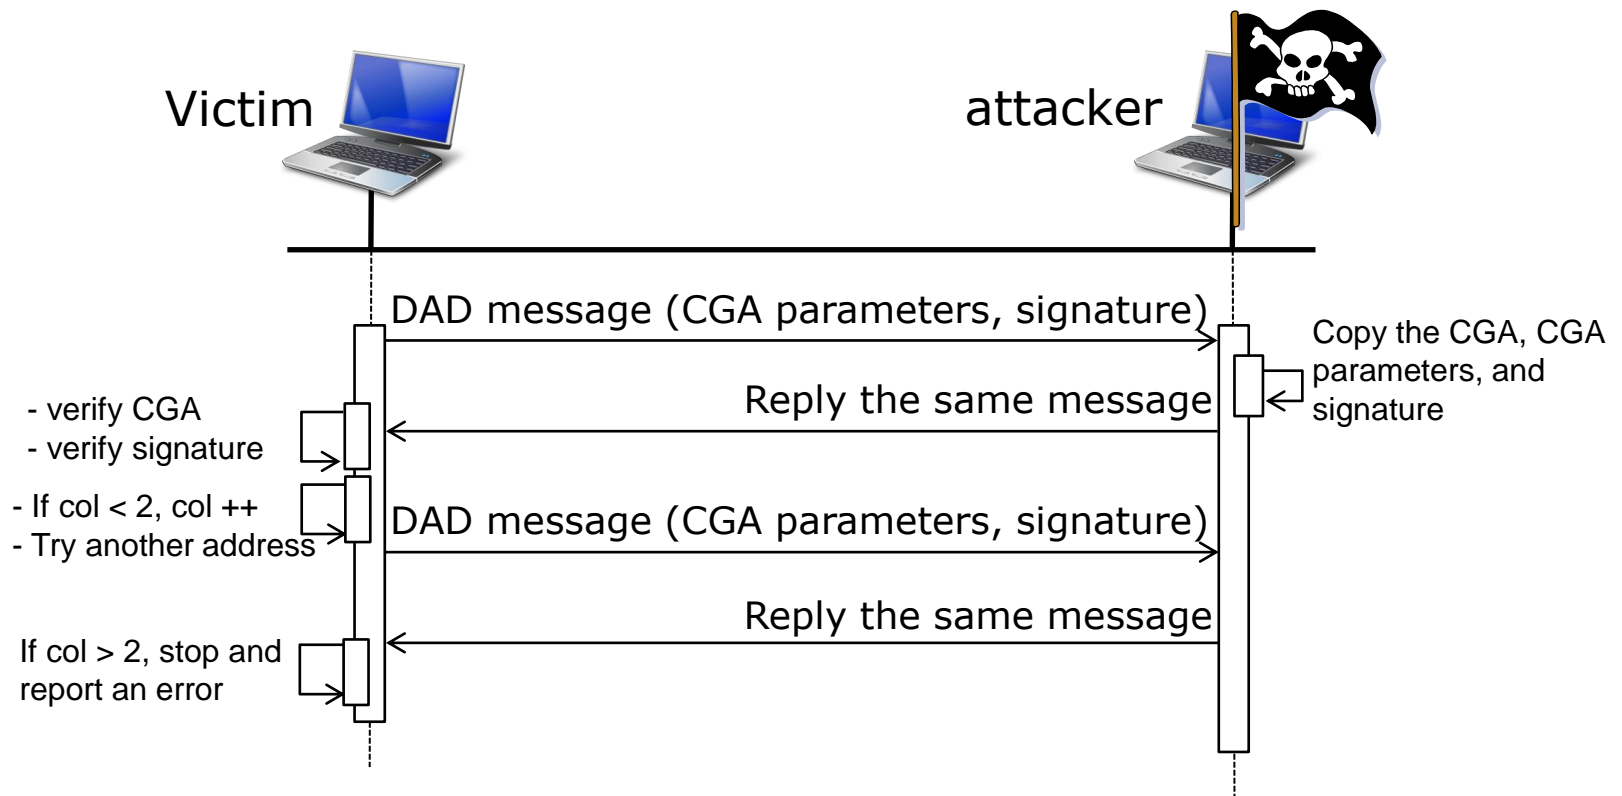 Victim
attacker
DAD message (CGA parameters, signature)
Copy the CGA, CGA
parameters, and
signature
Reply the same message
- verify CGA
- verify signature
- If col < 2, col ++
- Try another address
DAD message (CGA parameters, signature)
Reply the same message
If col > 2, stop and
report an error